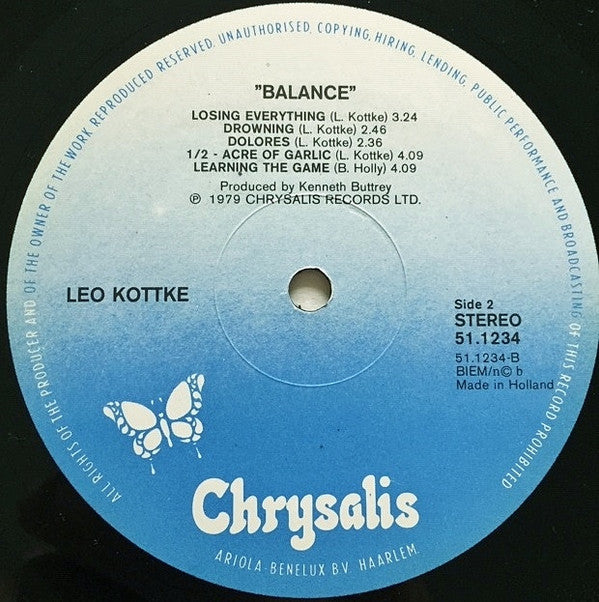 ALL RIGHTS OF THE PRODUCER AND OF THE OWNER OF THE WORK REPRODUCED RESERVED. UNAUTHORISED, COPYING, HIRING, LENDING, PUBLIC PERFORMANCE AND BROADCASTING OF THIS RECORD PROHIBITED
"BALANCE"
LOSING EVERYTHING (L. Kottke) 3.24
DROWNING (L. Kottke) 2.46
DOLORES (L. Kottke) 2.36
1/2 - ACRE OF GARLIC (L. Kottke) 4.09
LEARNING THE GAME (B. Holly) 4.09
Produced by Kenneth Buttrey
℗ 1979 CHRYSALIS RECORDS LTD.
LEO KOTTKE
Side 2
STEREO
51.1234
51.1234-B
BIEM/n© b
Made in Holland
Chrysalis
ARIOLA-BENELUX B.V. HAARLEM.